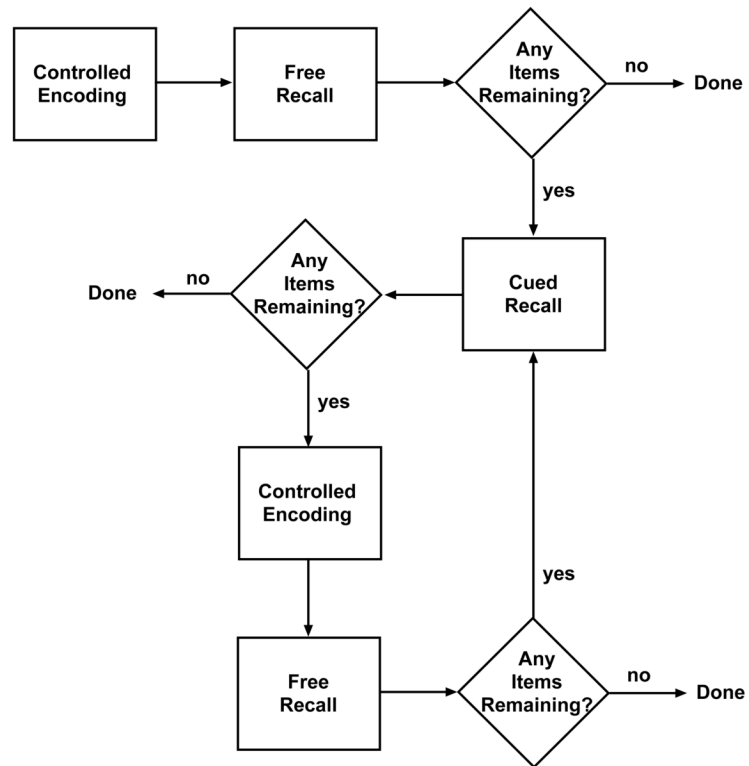 Controlled
Encoding
Free
Recall
Any
Items
Remaining?
no
Done
yes
Cued
Recall
Any
Items
Remaining?
no
Done
yes
Controlled
Encoding
Free
Recall
Any
Items
Remaining?
yes
no
Done